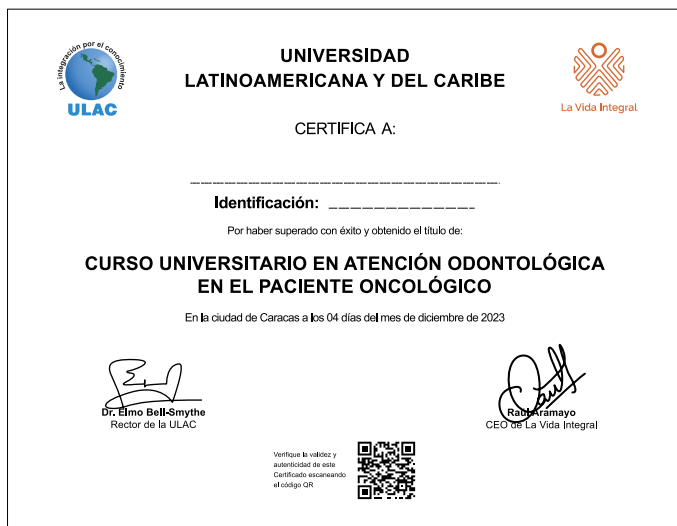 La integración por el conocimiento
ULAC
UNIVERSIDAD
LATINOAMERICANA Y DEL CARIBE
La Vida Integral
CERTIFICA A:
Identificación:
Por haber superado con éxito y obtenido el título de:
CURSO UNIVERSITARIO EN ATENCIÓN ODONTOLÓGICA
EN EL PACIENTE ONCOLÓGICO
En la ciudad de Caracas a los 04 días del mes de diciembre de 2023
Dr. Elmo Bell-Smythe
Rector de la ULAC
Raúl Aramayo
CEO de La Vida Integral
Verifique la validez y
autenticidad de este
Certificado escaneando
el código QR